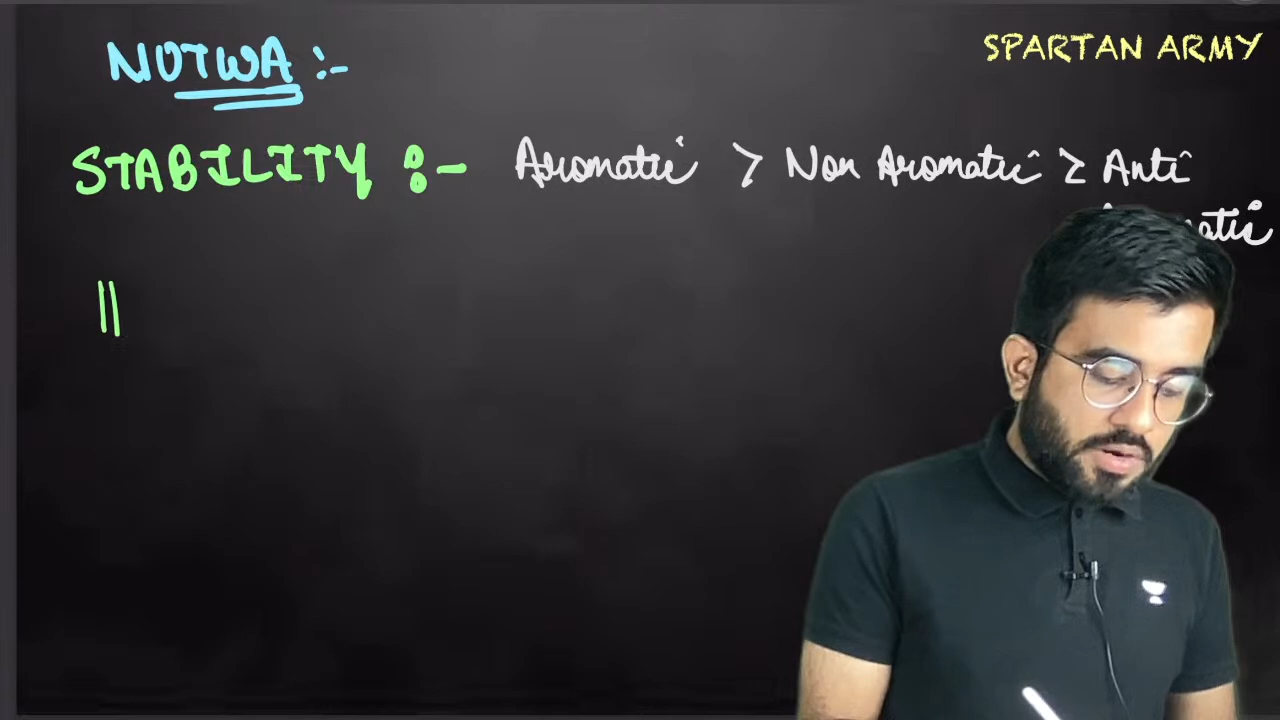 NOTWA :-
SPARTAN ARMY
STABILITY :- Aromatic > Non Aromatic ≥ Anti